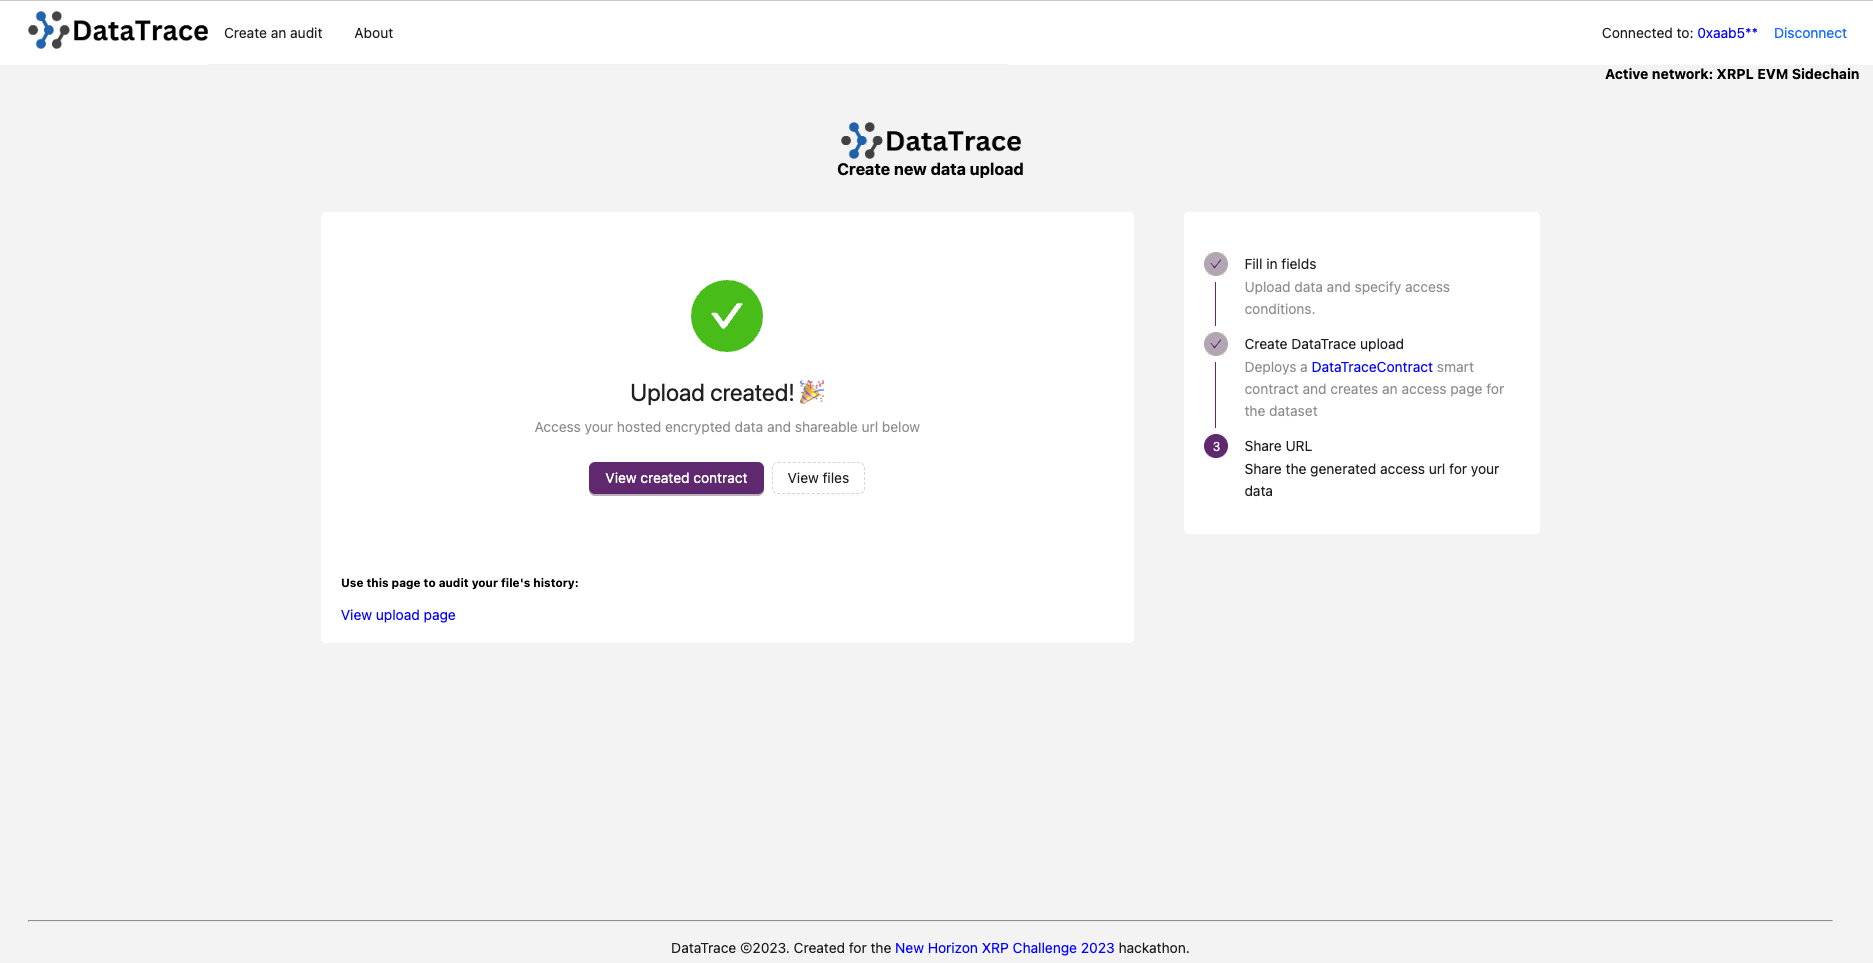 DataTrace Create an audit About Connected to: 0xaab5** Disconnect
Active network: XRPL EVM Sidechain
DataTrace
Create new data upload
Upload created! 🎉
Access your hosted encrypted data and shareable url below
View created contract View files
Use this page to audit your file's history:
View upload page
Fill in fields
Upload data and specify access
conditions.
Create DataTrace upload
Deploys a DataTraceContract smart
contract and creates an access page for
the dataset
3 Share URL
Share the generated access url for your
data
DataTrace ©2023. Created for the New Horizon XRP Challenge 2023 hackathon.